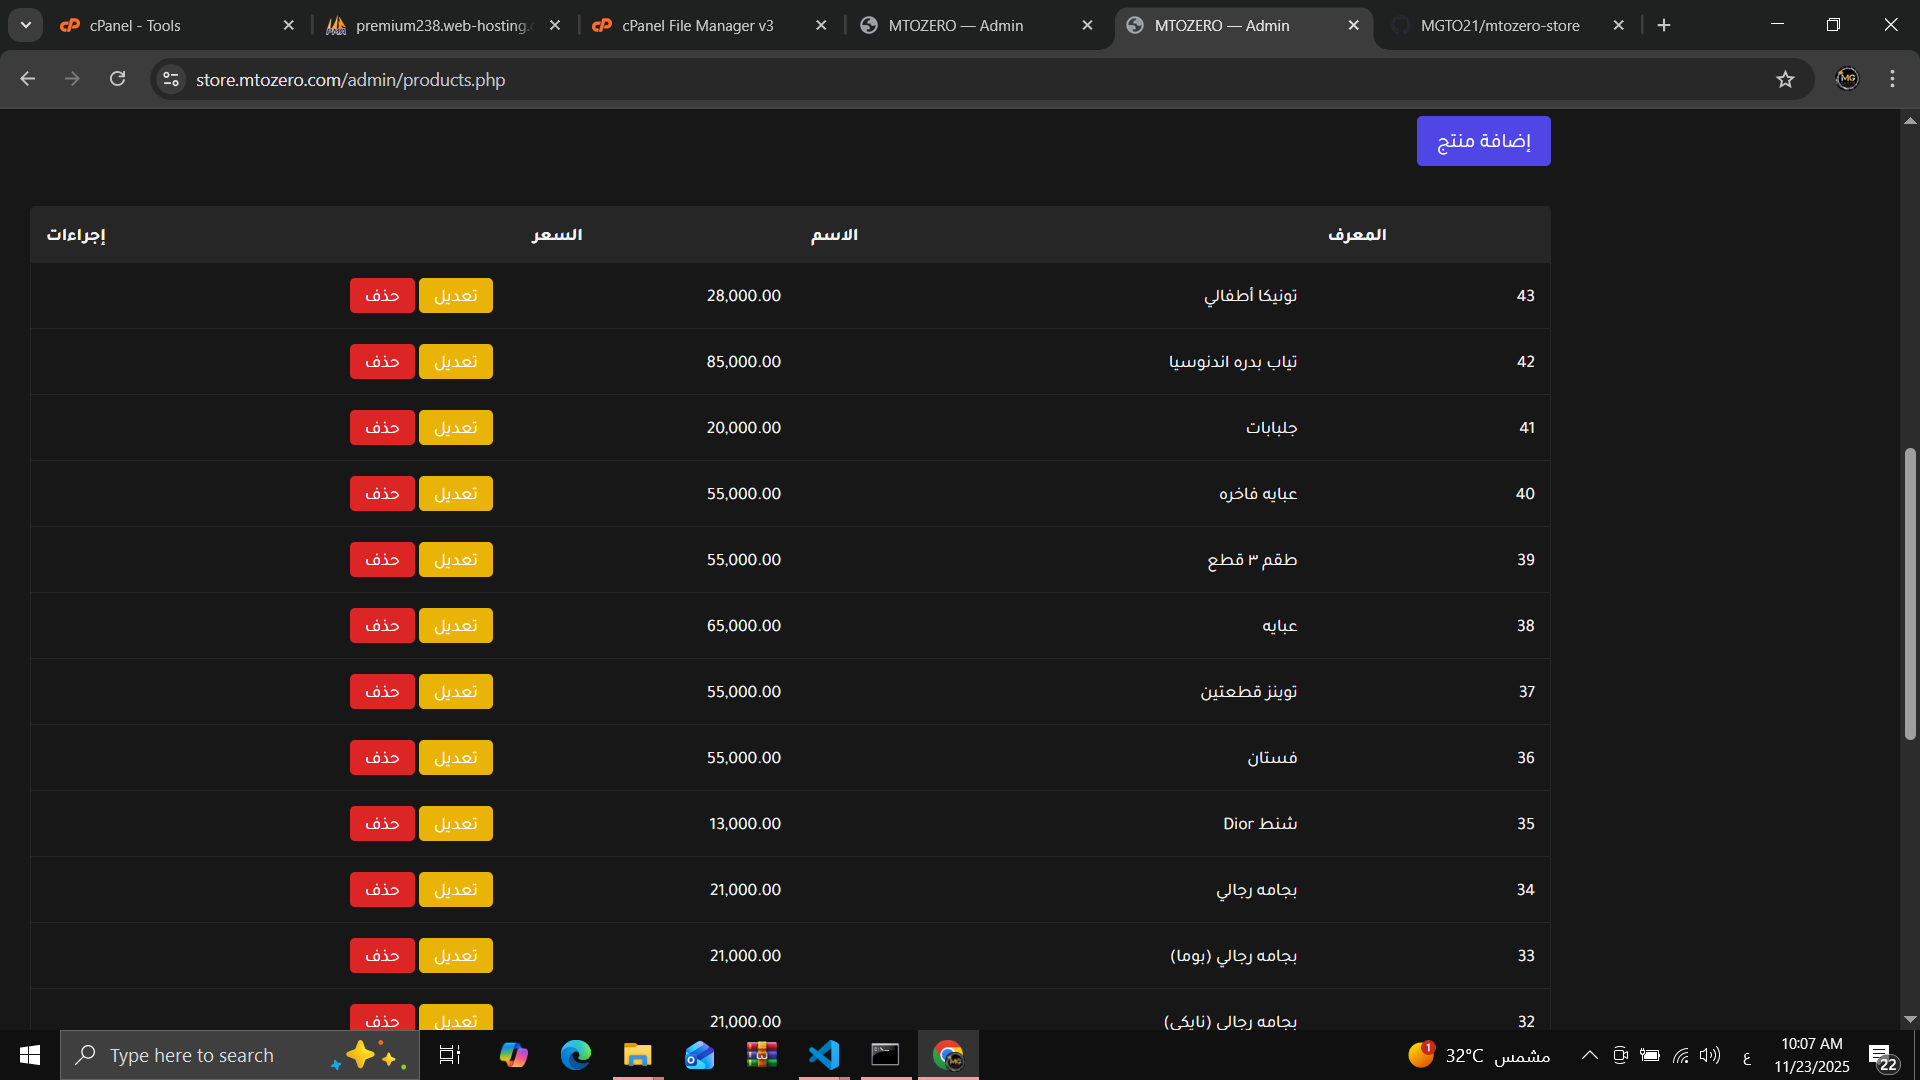 cPanel - Tools
premium238.web-hosting.
cPanel File Manager v3
MTOZERO — Admin
MTOZERO — Admin
MGTO21/mtozero-store
store.mtozero.com/admin/products.php
إضافة منتج
المعرف الاسم السعر إجراءات
43 تونيكا أطفالي 28,000.00 تعديل حذف
42 تياب بدره اندنوسيا 85,000.00 تعديل حذف
41 جلبابات 20,000.00 تعديل حذف
40 عبايه فاخره 55,000.00 تعديل حذف
39 طقم ٣ قطع 55,000.00 تعديل حذف
38 عبايه 65,000.00 تعديل حذف
37 توينز قطعتين 55,000.00 تعديل حذف
36 فستان 55,000.00 تعديل حذف
35 شنط Dior 13,000.00 تعديل حذف
34 بجامه رجالي 21,000.00 تعديل حذف
33 بجامه رجالي (بوما) 21,000.00 تعديل حذف
32 بجامه رجالي (نايكي) 21,000.00 تعديل حذف
Type here to search
1
32°C مشمس
ع
10:07 AM
11/23/2025
22